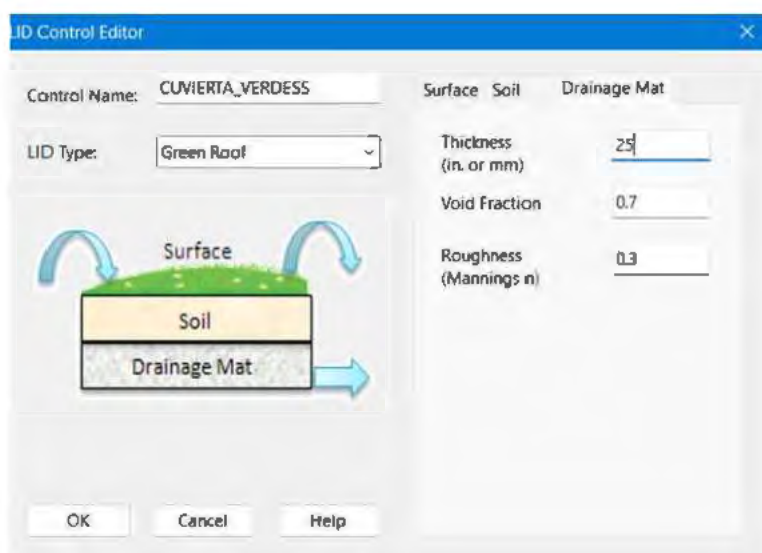 LID Control Editor
Control Name: CUVIERTA_VERDESS
LID Type: Green Roof
Surface
Soil
Drainage Mat
OK Cancel Help
Surface Soil Drainage Mat
Thickness 25
(in. or mm)
Void Fraction 0.7
Roughness 0.3
(Mannings n)